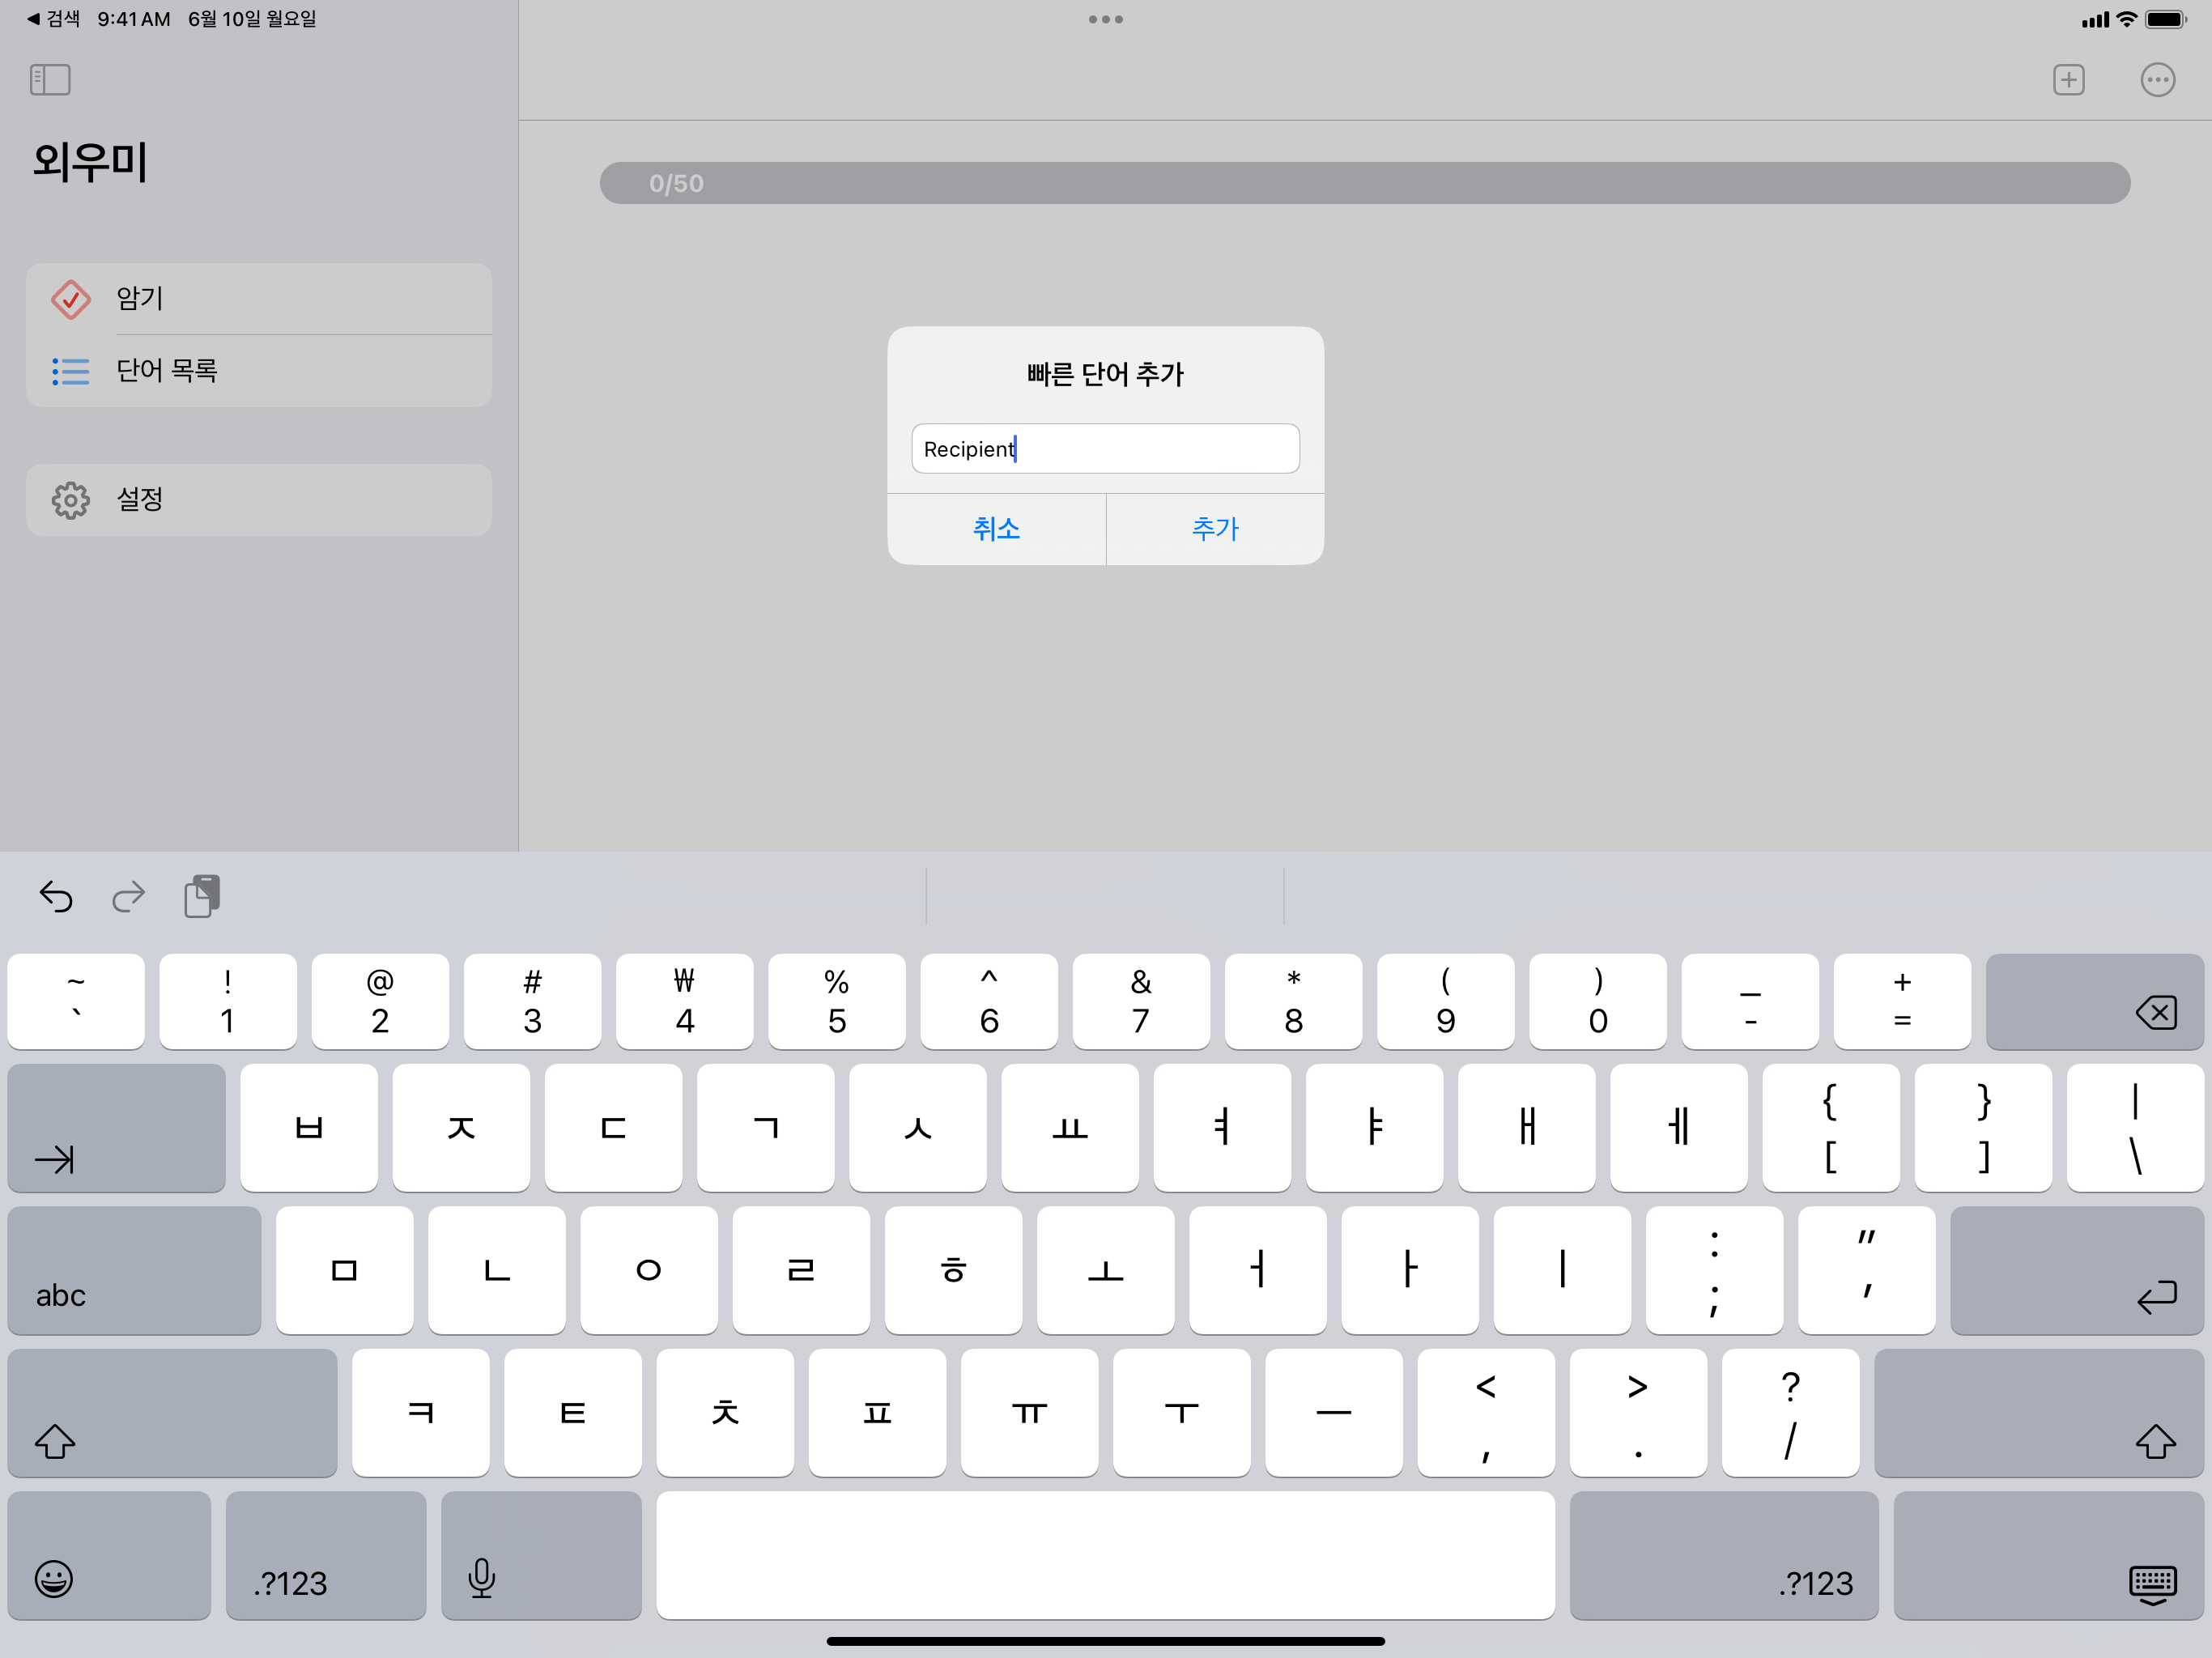 ◀ 검색 9:41 AM 6월 10일 월요일
외우미
암기
단어 목록
설정
0/50
빠른 단어 추가
Recipient
취소 추가
~ ! @ # ₩ % ^ & * ( ) _ +
` 1 2 3 4 5 6 7 8 9 0 - =
ㅂ ㅈ ㄷ ㄱ ㅅ ㅛ ㅕ ㅑ ㅐ ㅔ { } |
[ ] \
abc ㅁ ㄴ ㅇ ㄹ ㅎ ㅗ ㅓ ㅏ ㅣ : "
; '
ㅋ ㅌ ㅊ ㅍ ㅠ ㅜ ㅡ < > ?
, . /
.?123 .?123